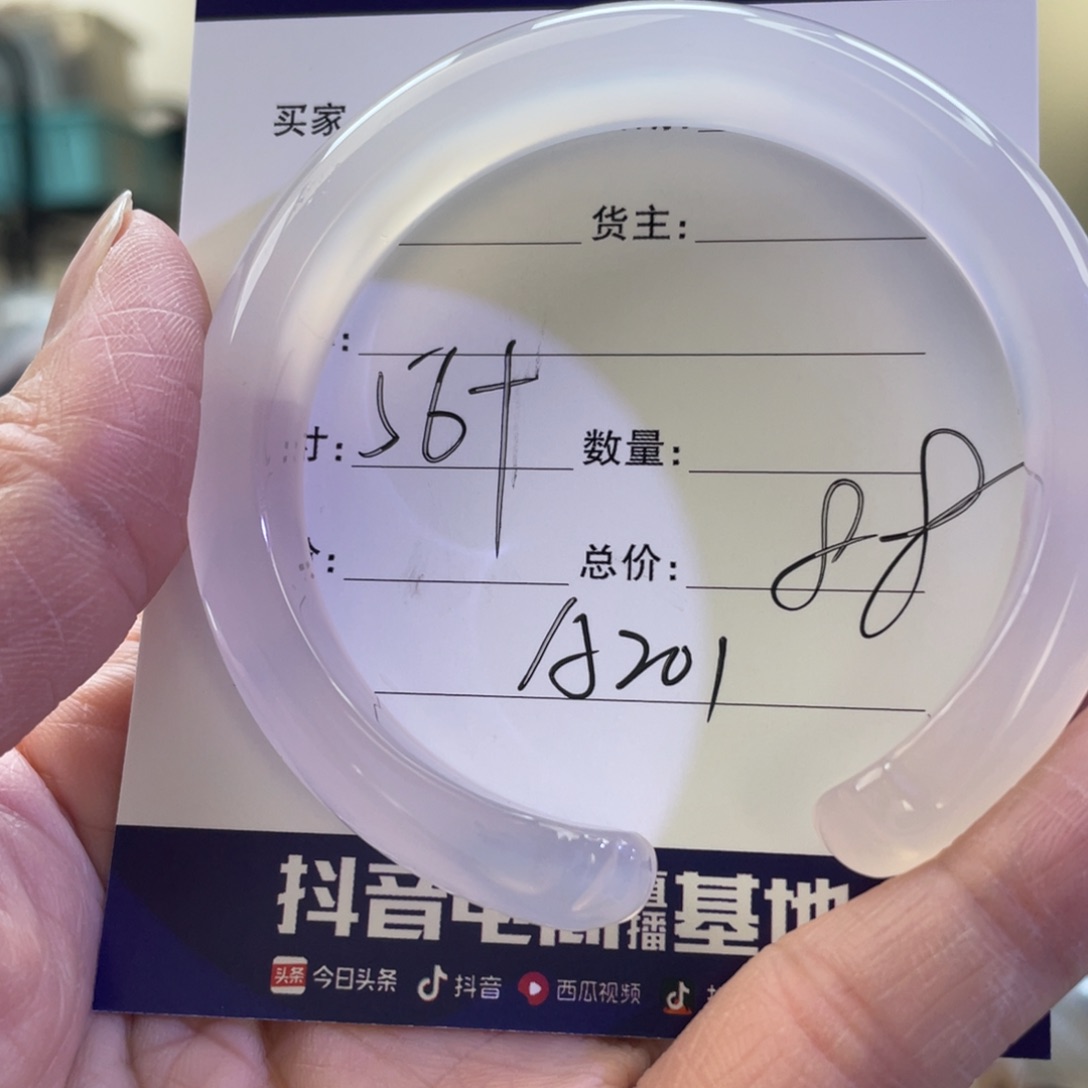 买家
货主:
:
寸: 56+ 数量:
: 总价: 88
A201
抖音电商直播基地
今日头条 抖音 西瓜视频